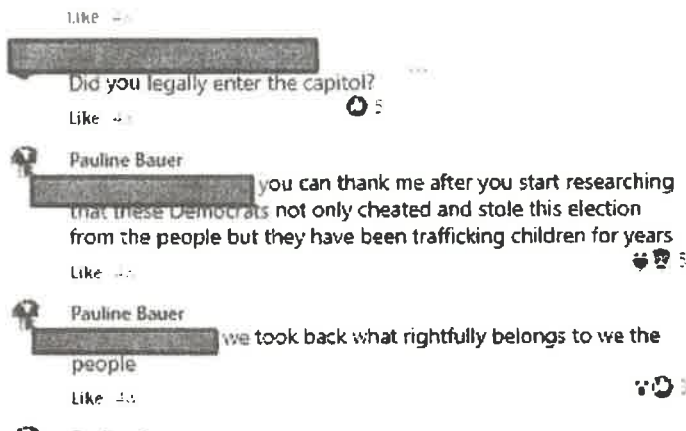 Like
Did you legally enter the capitol?
5
Like
Pauline Bauer
you can thank me after you start researching
that these Democrats not only cheated and stole this election
from the people but they have been trafficking children for years
Like
5
Pauline Bauer
we took back what rightfully belongs to we the
people
Like